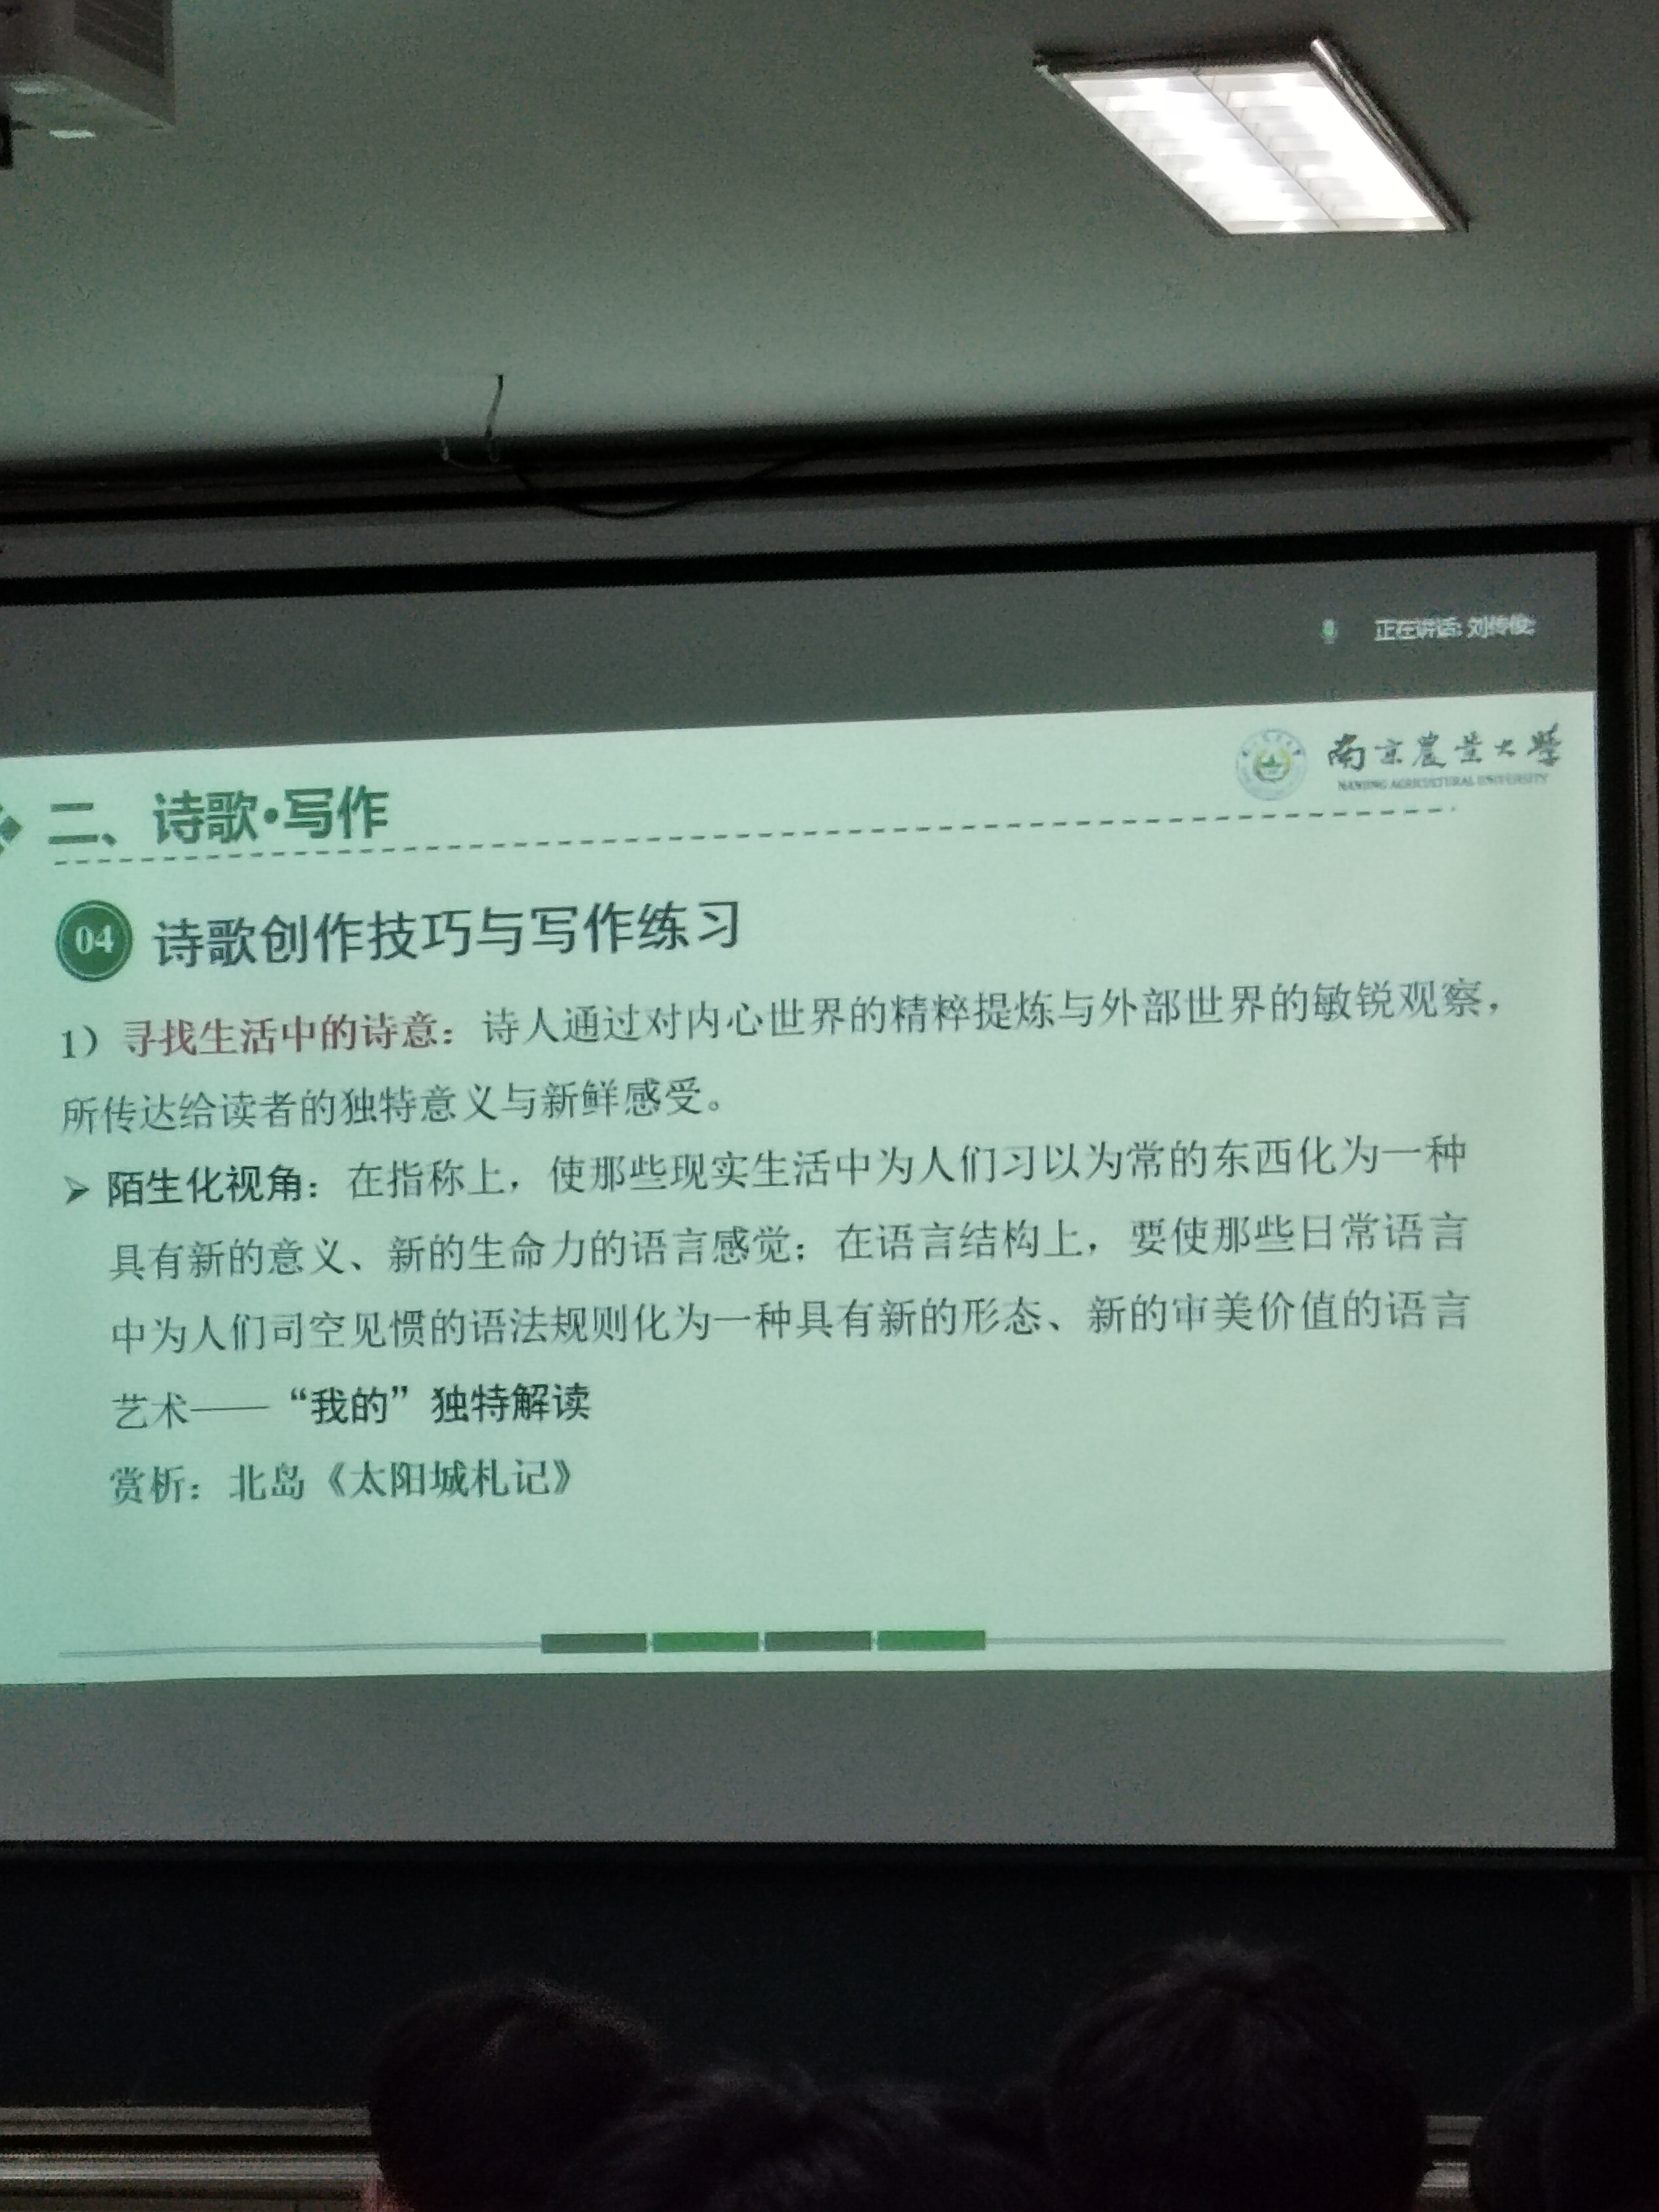 正在讲话: 刘传俊;
南京农业大学
NANJING AGRICULTURAL UNIVERSITY
二、诗歌·写作
04 诗歌创作技巧与写作练习
1）寻找生活中的诗意：诗人通过对内心世界的精粹提炼与外部世界的敏锐观察，
所传达给读者的独特意义与新鲜感受。
➤ 陌生化视角：在指称上，使那些现实生活中为人们习以为常的东西化为一种
具有新的意义、新的生命力的语言感觉；在语言结构上，要使那些日常语言
中为人们司空见惯的语法规则化为一种具有新的形态、新的审美价值的语言
艺术——“我的”独特解读
赏析：北岛《太阳城札记》